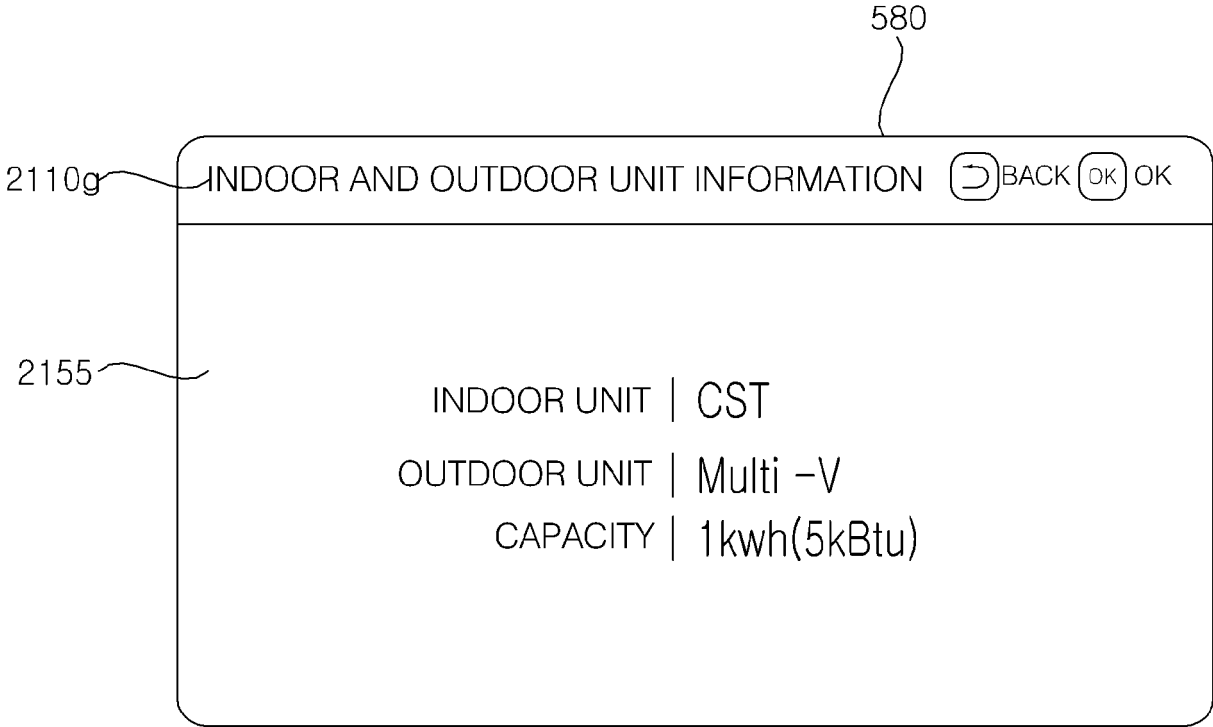 580
2110g INDOOR AND OUTDOOR UNIT INFORMATION BACK OK OK
2155
INDOOR UNIT | CST
OUTDOOR UNIT | Multi –V
CAPACITY | 1kwh(5kBtu)